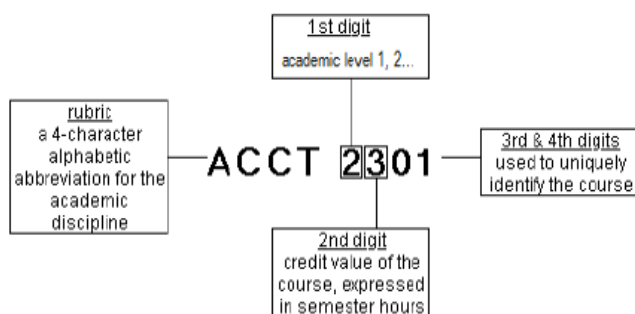 1st digit
academic level 1, 2...
rubric
a 4-character
alphabetic
abbreviation for the
academic
discipline
ACCT 2301
3rd & 4th digits
used to uniquely
identify the course
2nd digit
credit value of the
course, expressed
in semester hours